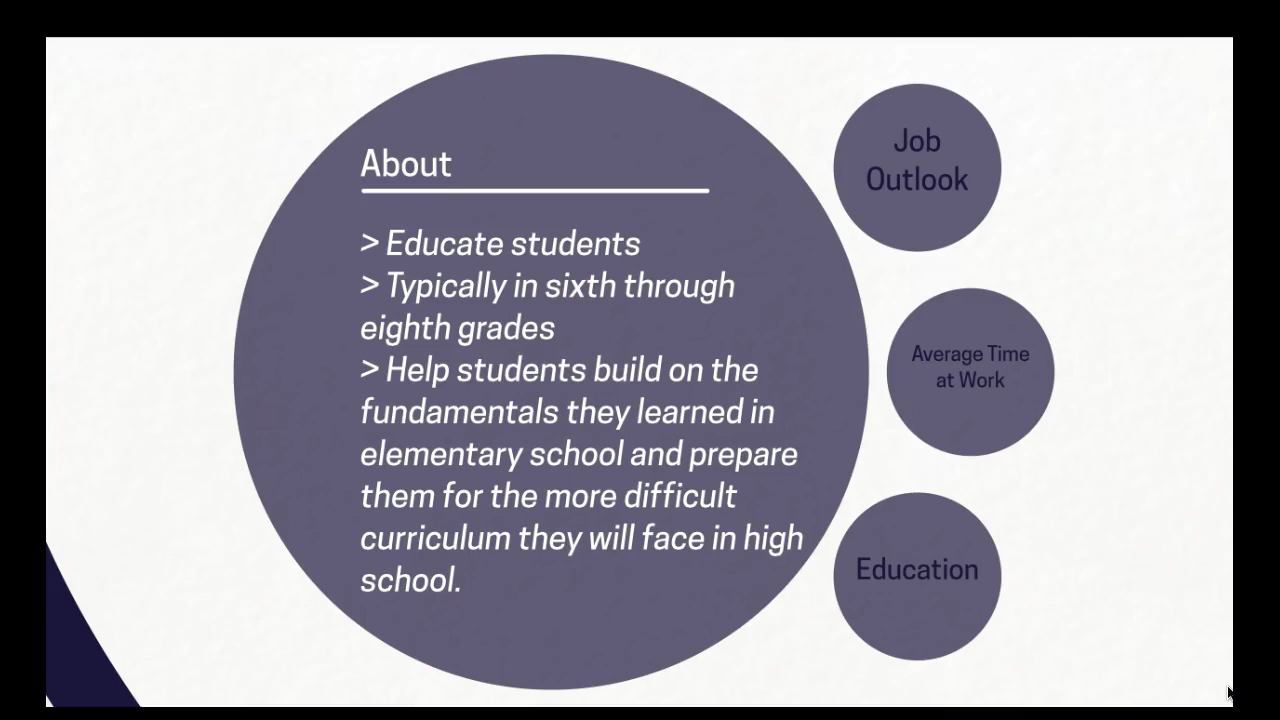 About
> Educate students
> Typically in sixth through
eighth grades
> Help students build on the
fundamentals they learned in
elementary school and prepare
them for the more difficult
curriculum they will face in high
school.
Job
Outlook
Average Time
at Work
Education